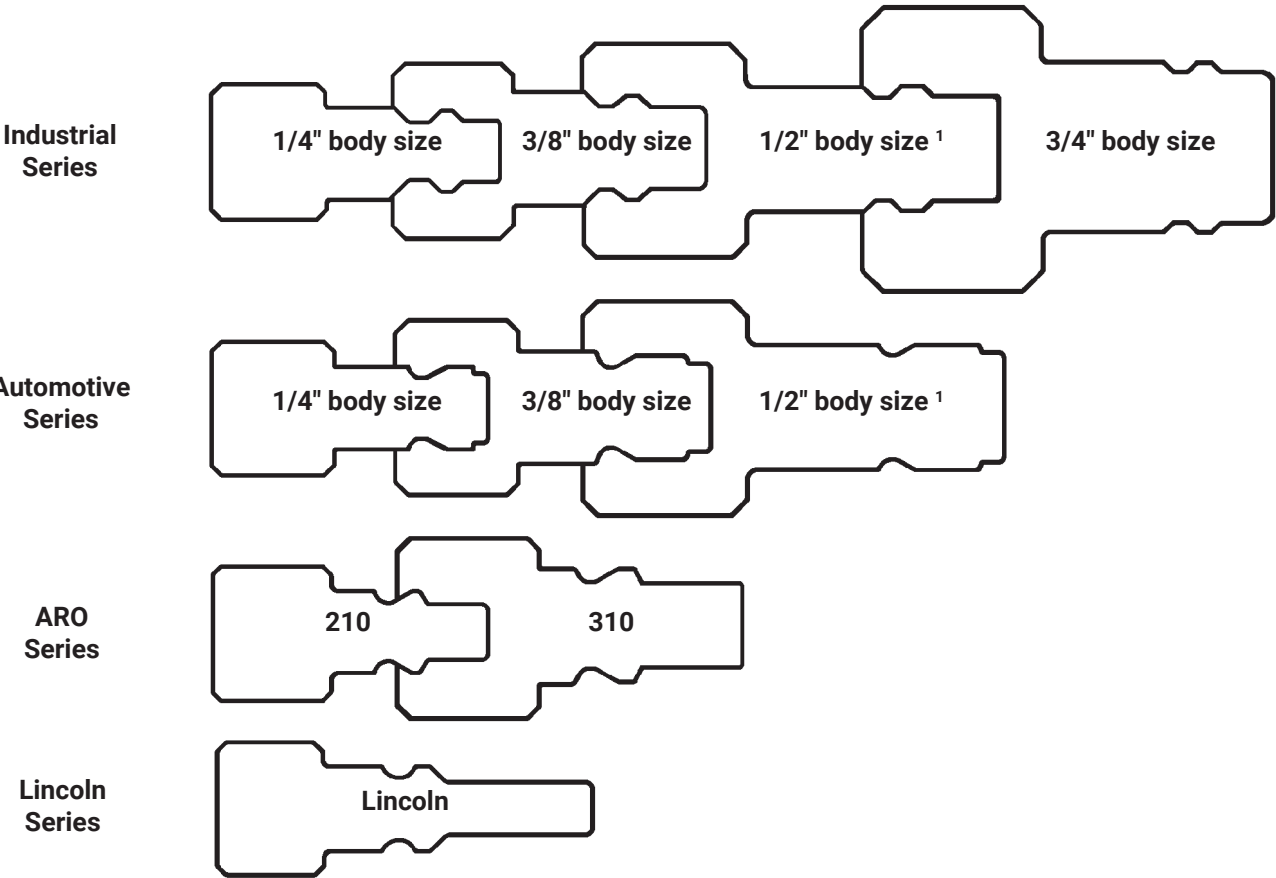 Industrial
Series
1/4" body size
3/8" body size
1/2" body size ¹
3/4" body size
Automotive
Series
1/4" body size
3/8" body size
1/2" body size ¹
ARO
Series
210
310
Lincoln
Series
Lincoln